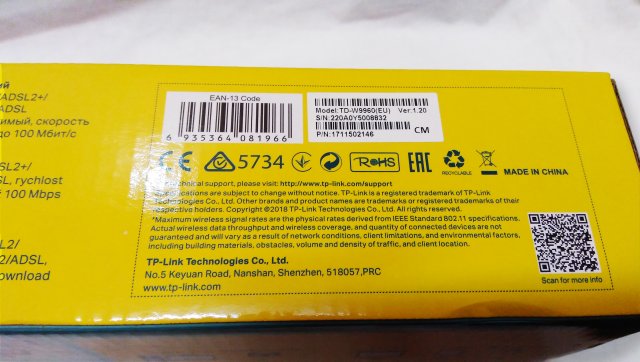 ий
/ADSL2+/
/ADSL
имый, скорость
до 100 Мбит/с
SL2+/
SL, rychlost
ž 100 Mbps
L2/
2/ADSL,
ownload
EAN-13 Code
6 935364 081966
Model: TD-W9960(EU) Ver:1.20
S/N: 220A0Y5008832
P/N:1711502146
CM
CE 5734 RoHS EAC RECYCLABLE MADE IN CHINA
For technical support, please visit: http://www.tp-link.com/support
Specifications are subject to change without notice. TP-Link is a registered trademark of TP-Link
Technologies Co., Ltd. Other brands and product names are trademarks or registered trademarks of their
respective holders. Copyright ©2018 TP-Link Technologies Co., Ltd. All rights reserved.
*Maximum wireless signal rates are the physical rates derived from IEEE Standard 802.11 specifications.
Actual wireless data throughput and wireless coverage, and quantity of connected devices are not
guaranteed and will vary as a result of network conditions, client limitations, and environmental factors,
including building materials, obstacles, volume and density of traffic, and client location.
TP-Link Technologies Co., Ltd.
No.5 Keyuan Road, Nanshan, Shenzhen, 518057,PRC
www.tp-link.com
Scan for more info